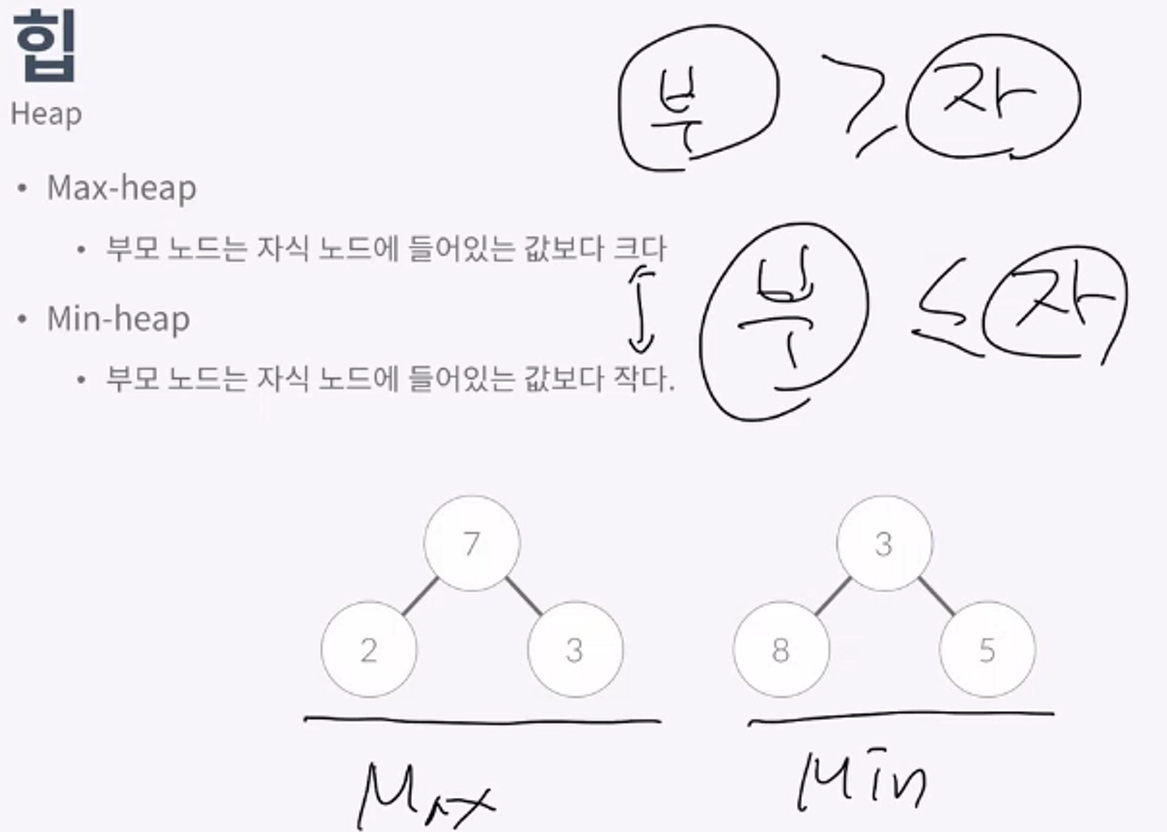 힙
Heap
부 ≥ 자
• Max-heap
• 부모 노드는 자식 노드에 들어있는 값보다 크다
부 ≤ 자
• Min-heap
• 부모 노드는 자식 노드에 들어있는 값보다 작다.
7 3
2 3 8 5
Max Min